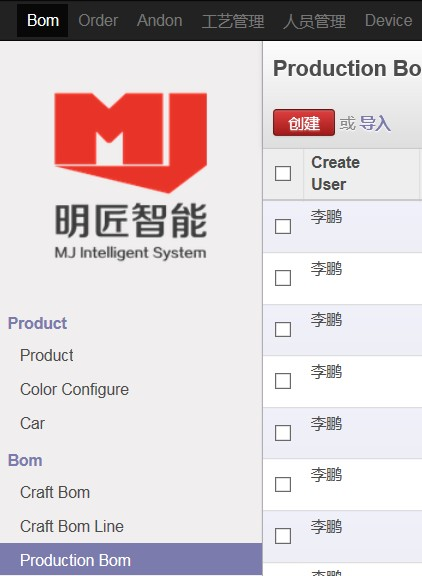 Bom Order Andon 工艺管理 人员管理 Device
明匠智能
MJ Intelligent System
Product
Product
Color Configure
Car
Bom
Craft Bom
Craft Bom Line
Production Bom
Production Bo
创建 或 导入
Create
User
李鹏
李鹏
李鹏
李鹏
李鹏
李鹏
李鹏